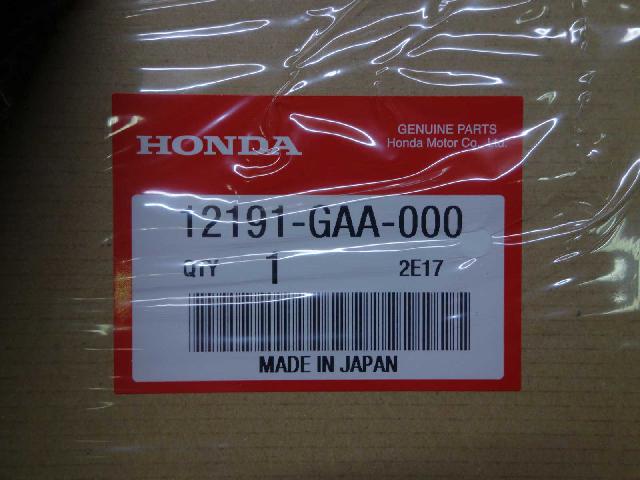 HONDA
GENUINE PARTS
Honda Motor Co., Ltd.
12191-GAA-000
QTY 1 2E17
MADE IN JAPAN